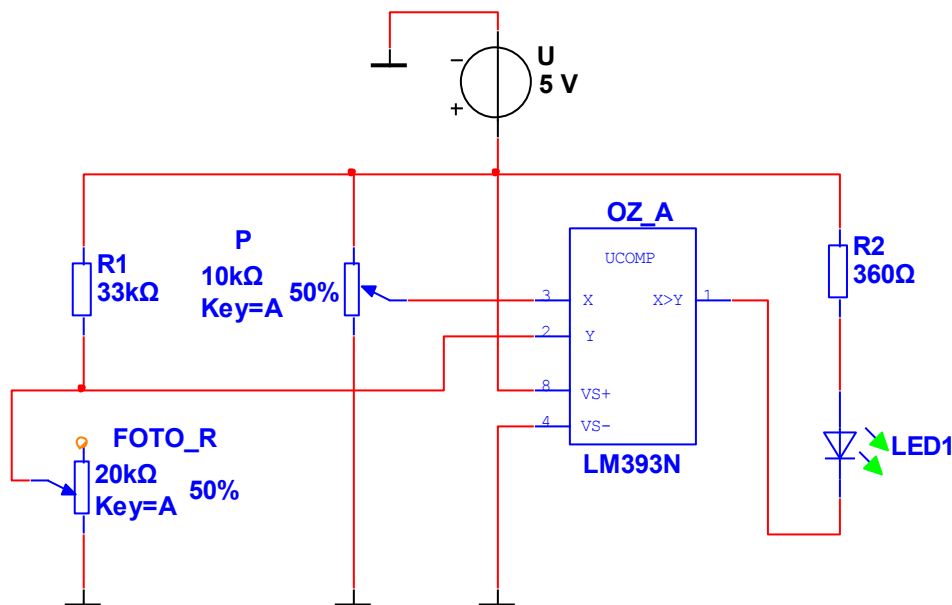 U
5 V
−
+
OZ_A
UCOMP
3
X
X>Y
1
2
Y
8
VS+
4
VS-
LM393N
P
10kΩ
Key=A
50%
R1
33kΩ
R2
360Ω
FOTO_R
20kΩ
Key=A
50%
LED1